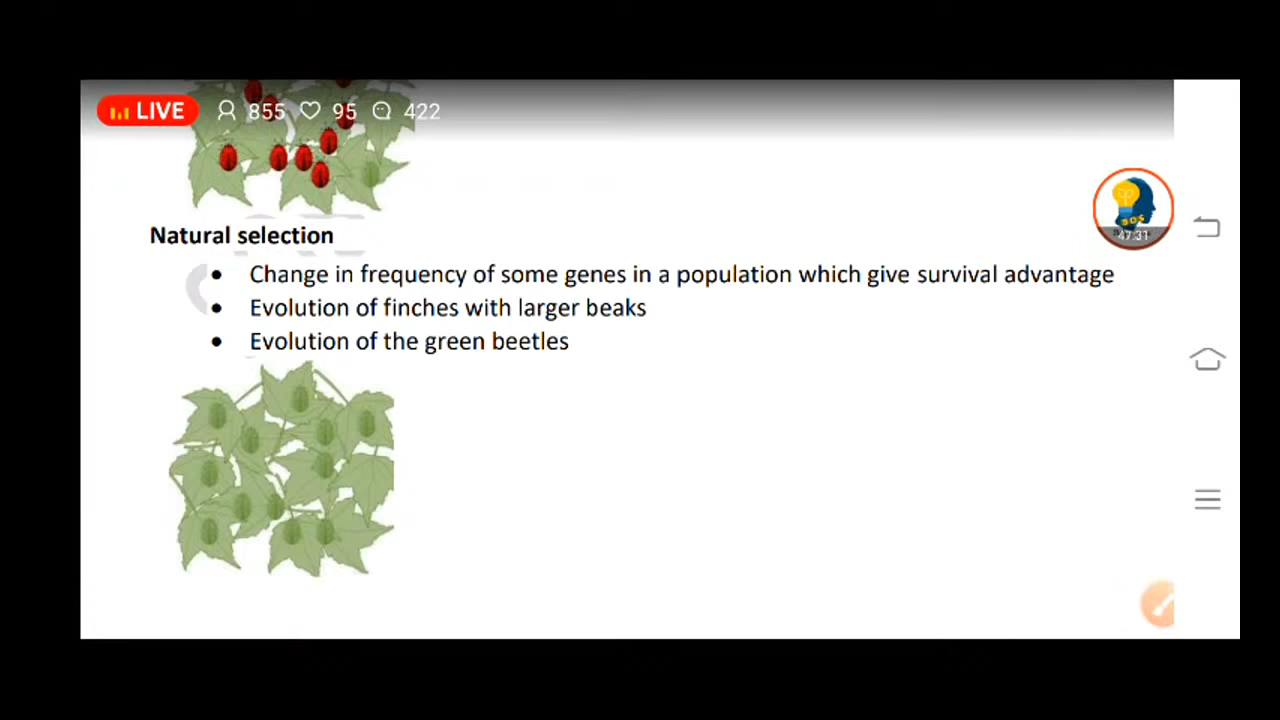 LIVE 855 95 422
BOS
47:31
Natural selection
• Change in frequency of some genes in a population which give survival advantage
• Evolution of finches with larger beaks
• Evolution of the green beetles